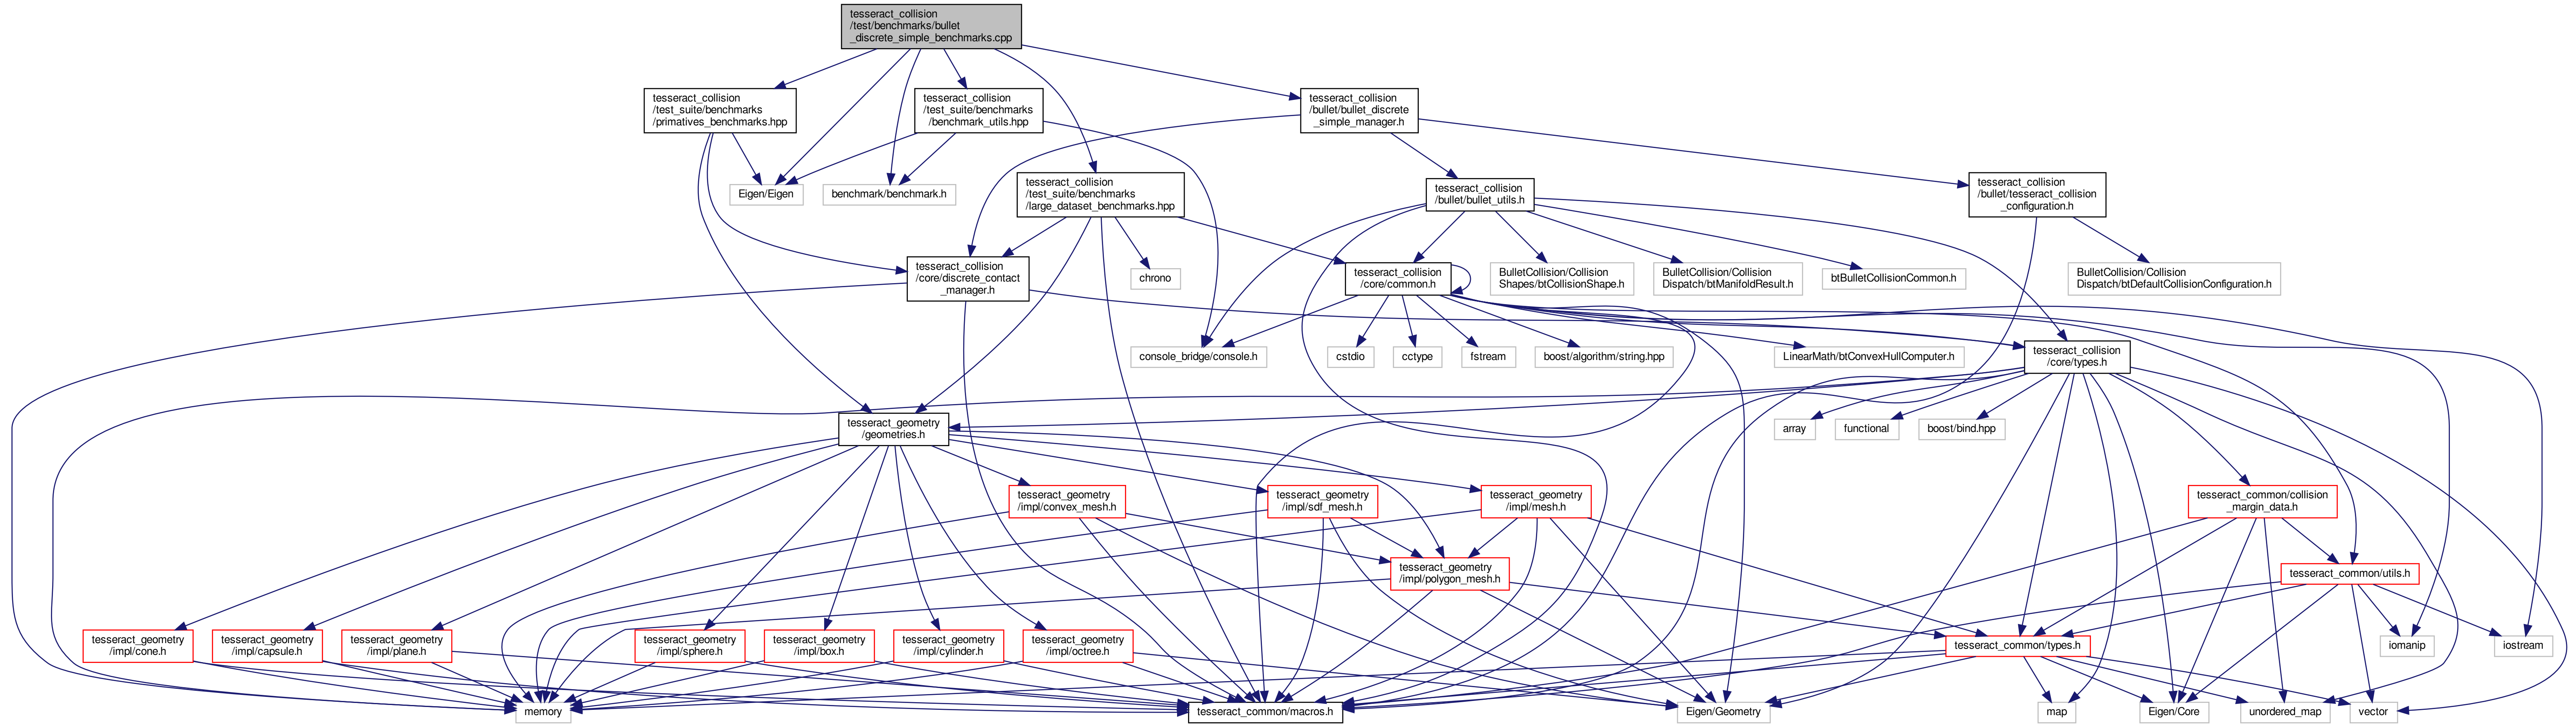 tesseract_collision
/test/benchmarks/bullet
_discrete_simple_benchmarks.cpp
tesseract_collision
/test_suite/benchmarks
/primatives_benchmarks.hpp
tesseract_collision
/test_suite/benchmarks
/benchmark_utils.hpp
tesseract_collision
/bullet/bullet_discrete
_simple_manager.h
Eigen/Eigen
benchmark/benchmark.h
tesseract_collision
/test_suite/benchmarks
/large_dataset_benchmarks.hpp
tesseract_collision
/bullet/bullet_utils.h
tesseract_collision
/bullet/tesseract_collision
_configuration.h
tesseract_collision
/core/discrete_contact
_manager.h
chrono
tesseract_collision
/core/common.h
BulletCollision/Collision
Shapes/btCollisionShape.h
BulletCollision/Collision
Dispatch/btManifoldResult.h
btBulletCollisionCommon.h
BulletCollision/Collision
Dispatch/btDefaultCollisionConfiguration.h
console_bridge/console.h
cstdio
cctype
fstream
boost/algorithm/string.hpp
LinearMath/btConvexHullComputer.h
tesseract_collision
/core/types.h
tesseract_geometry
/geometries.h
array
functional
boost/bind.hpp
tesseract_geometry
/impl/convex_mesh.h
tesseract_geometry
/impl/sdf_mesh.h
tesseract_geometry
/impl/mesh.h
tesseract_common/collision
_margin_data.h
tesseract_geometry
/impl/polygon_mesh.h
tesseract_common/utils.h
tesseract_geometry
/impl/cone.h
tesseract_geometry
/impl/capsule.h
tesseract_geometry
/impl/plane.h
tesseract_geometry
/impl/sphere.h
tesseract_geometry
/impl/box.h
tesseract_geometry
/impl/cylinder.h
tesseract_geometry
/impl/octree.h
tesseract_common/types.h
iomanip
iostream
memory
tesseract_common/macros.h
Eigen/Geometry
map
Eigen/Core
unordered_map
vector